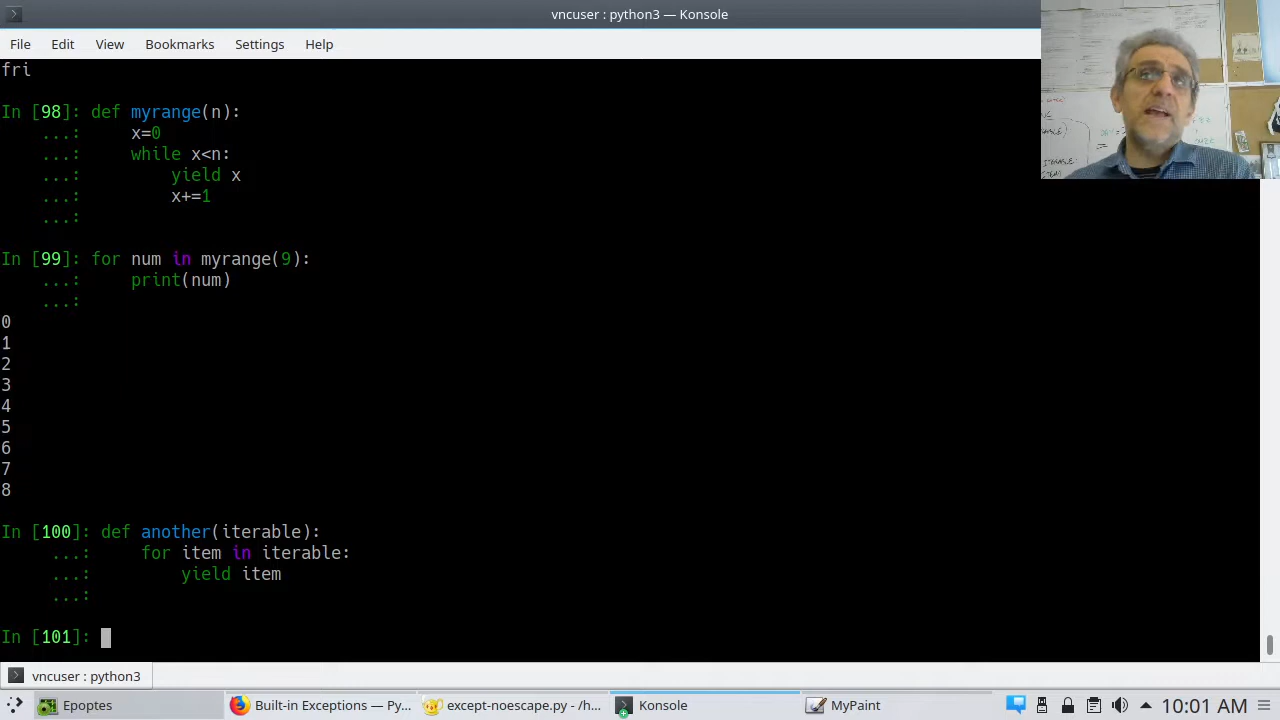 vncuser : python3 — Konsole
File Edit View Bookmarks Settings Help
fri
In [98]: def myrange(n):
...: x=0
...: while x<n:
...: yield x
...: x+=1
...:
In [99]: for num in myrange(9):
...: print(num)
...:
0
1
2
3
4
5
6
7
8
In [100]: def another(iterable):
...: for item in iterable:
...: yield item
...:
In [101]:
vncuser : python3
Epoptes Built-in Exceptions — Py... except-noescape.py - /h... Konsole MyPaint 10:01 AM